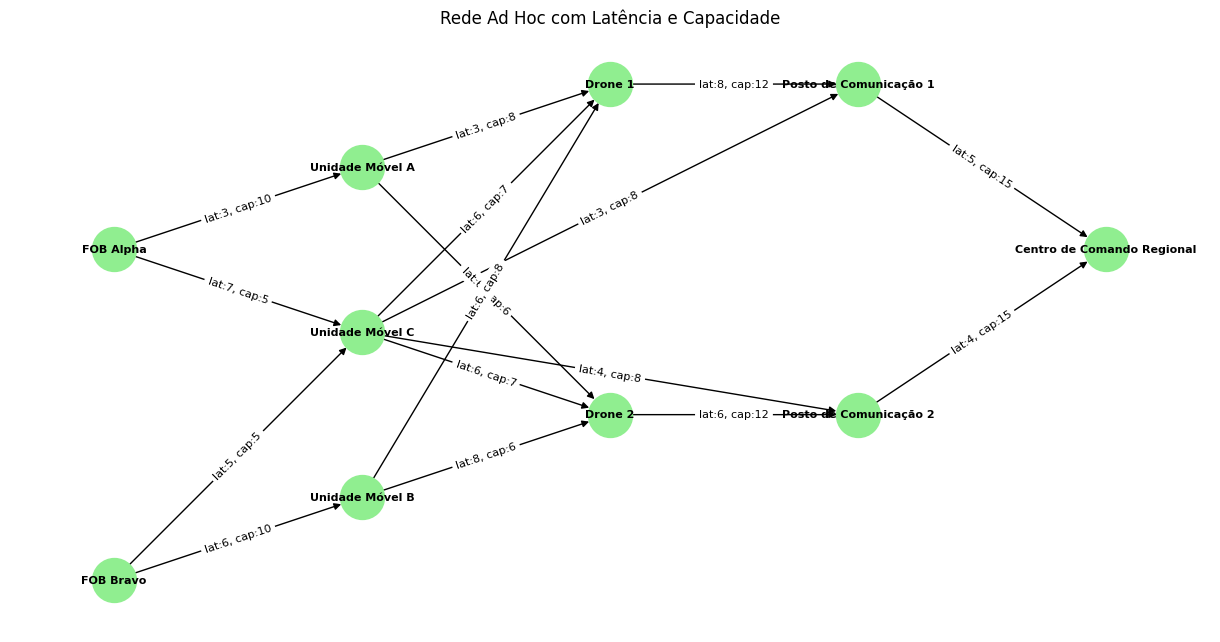 Rede Ad Hoc com Latência e Capacidade
Drone 1
lat:8, cap:12
Posto de Comunicação 1
lat:3, cap:8
Unidade Móvel A
lat:5, cap:15
lat:6, cap:7
lat:3, cap:10
lat:3, cap:8
FOB Alpha
Centro de Comando Regional
lat:7, cap:5
lat: cap:6
lat:6, cap:8
Unidade Móvel C
lat:4, cap:15
lat:6, cap:7
lat:4, cap:8
Drone 2
lat:6, cap:12
Posto de Comunicação 2
lat:5, cap:5
lat:8, cap:6
Unidade Móvel B
lat:6, cap:10
FOB Bravo